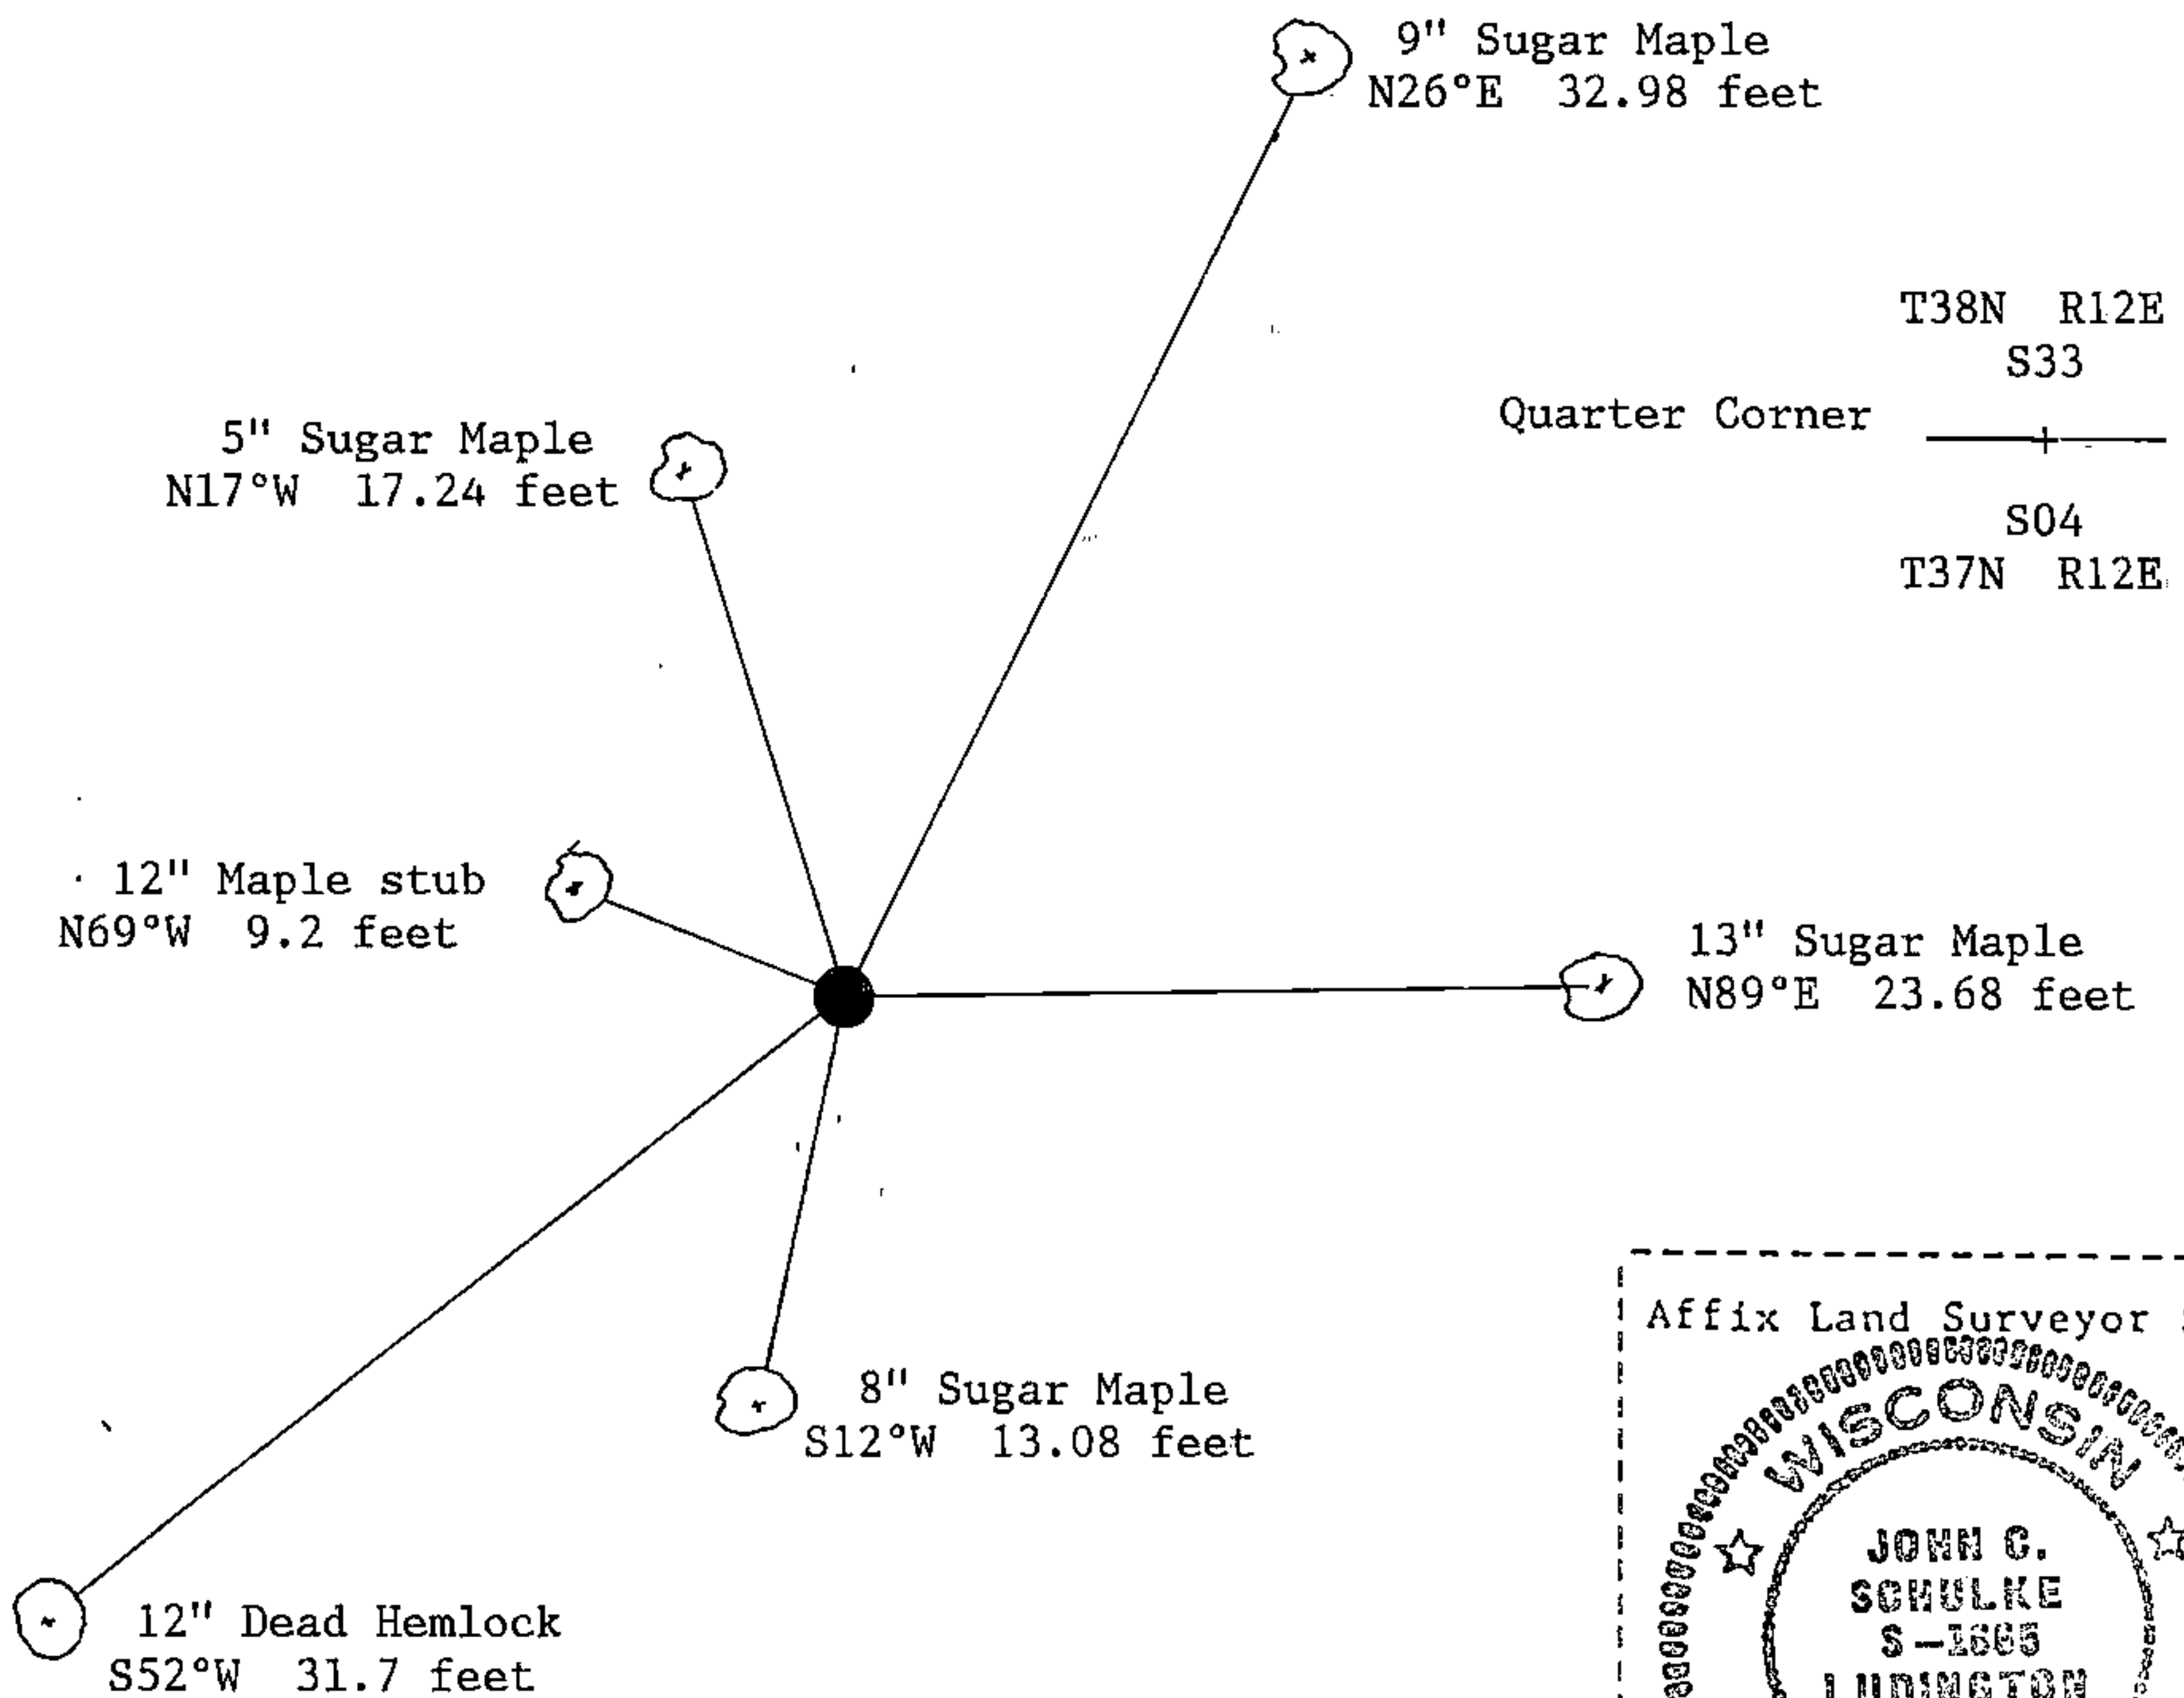 9" Sugar Maple
N26°E 32.98 feet
T38N R12E
S33
Quarter Corner
S04
T37N R12E
5" Sugar Maple
N17°W 17.24 feet
12" Maple stub
N69°W 9.2 feet
13" Sugar Maple
N89°E 23.68 feet
8" Sugar Maple
S12°W 13.08 feet
12" Dead Hemlock
S52°W 31.7 feet
Affix Land Surveyor
WISCONSIN
JOHN C.
SCHULKE
S-1665
LUDINGTON